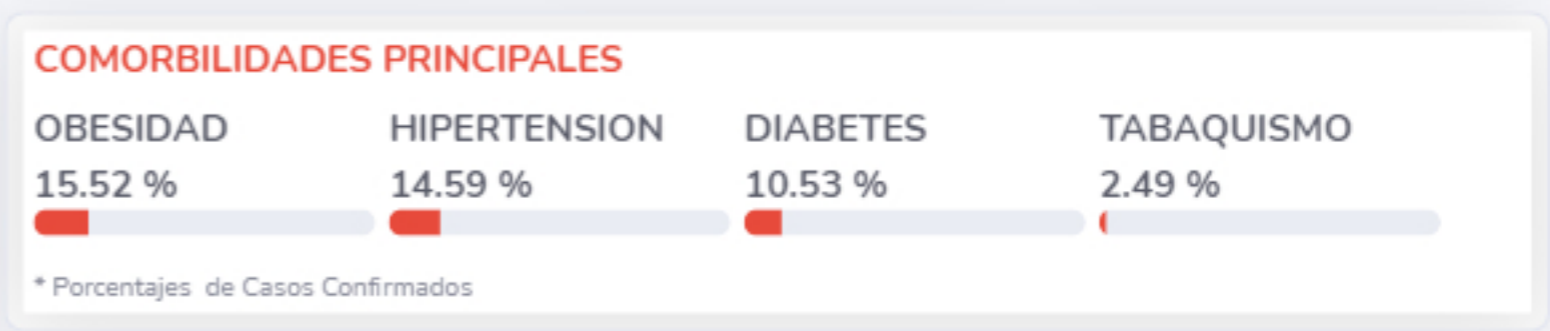 COMORBILIDADES PRINCIPALES
OBESIDAD
15.52 %
HIPERTENSION
14.59 %
DIABETES
10.53 %
TABAQUISMO
2.49 %
* Porcentajes de Casos Confirmados